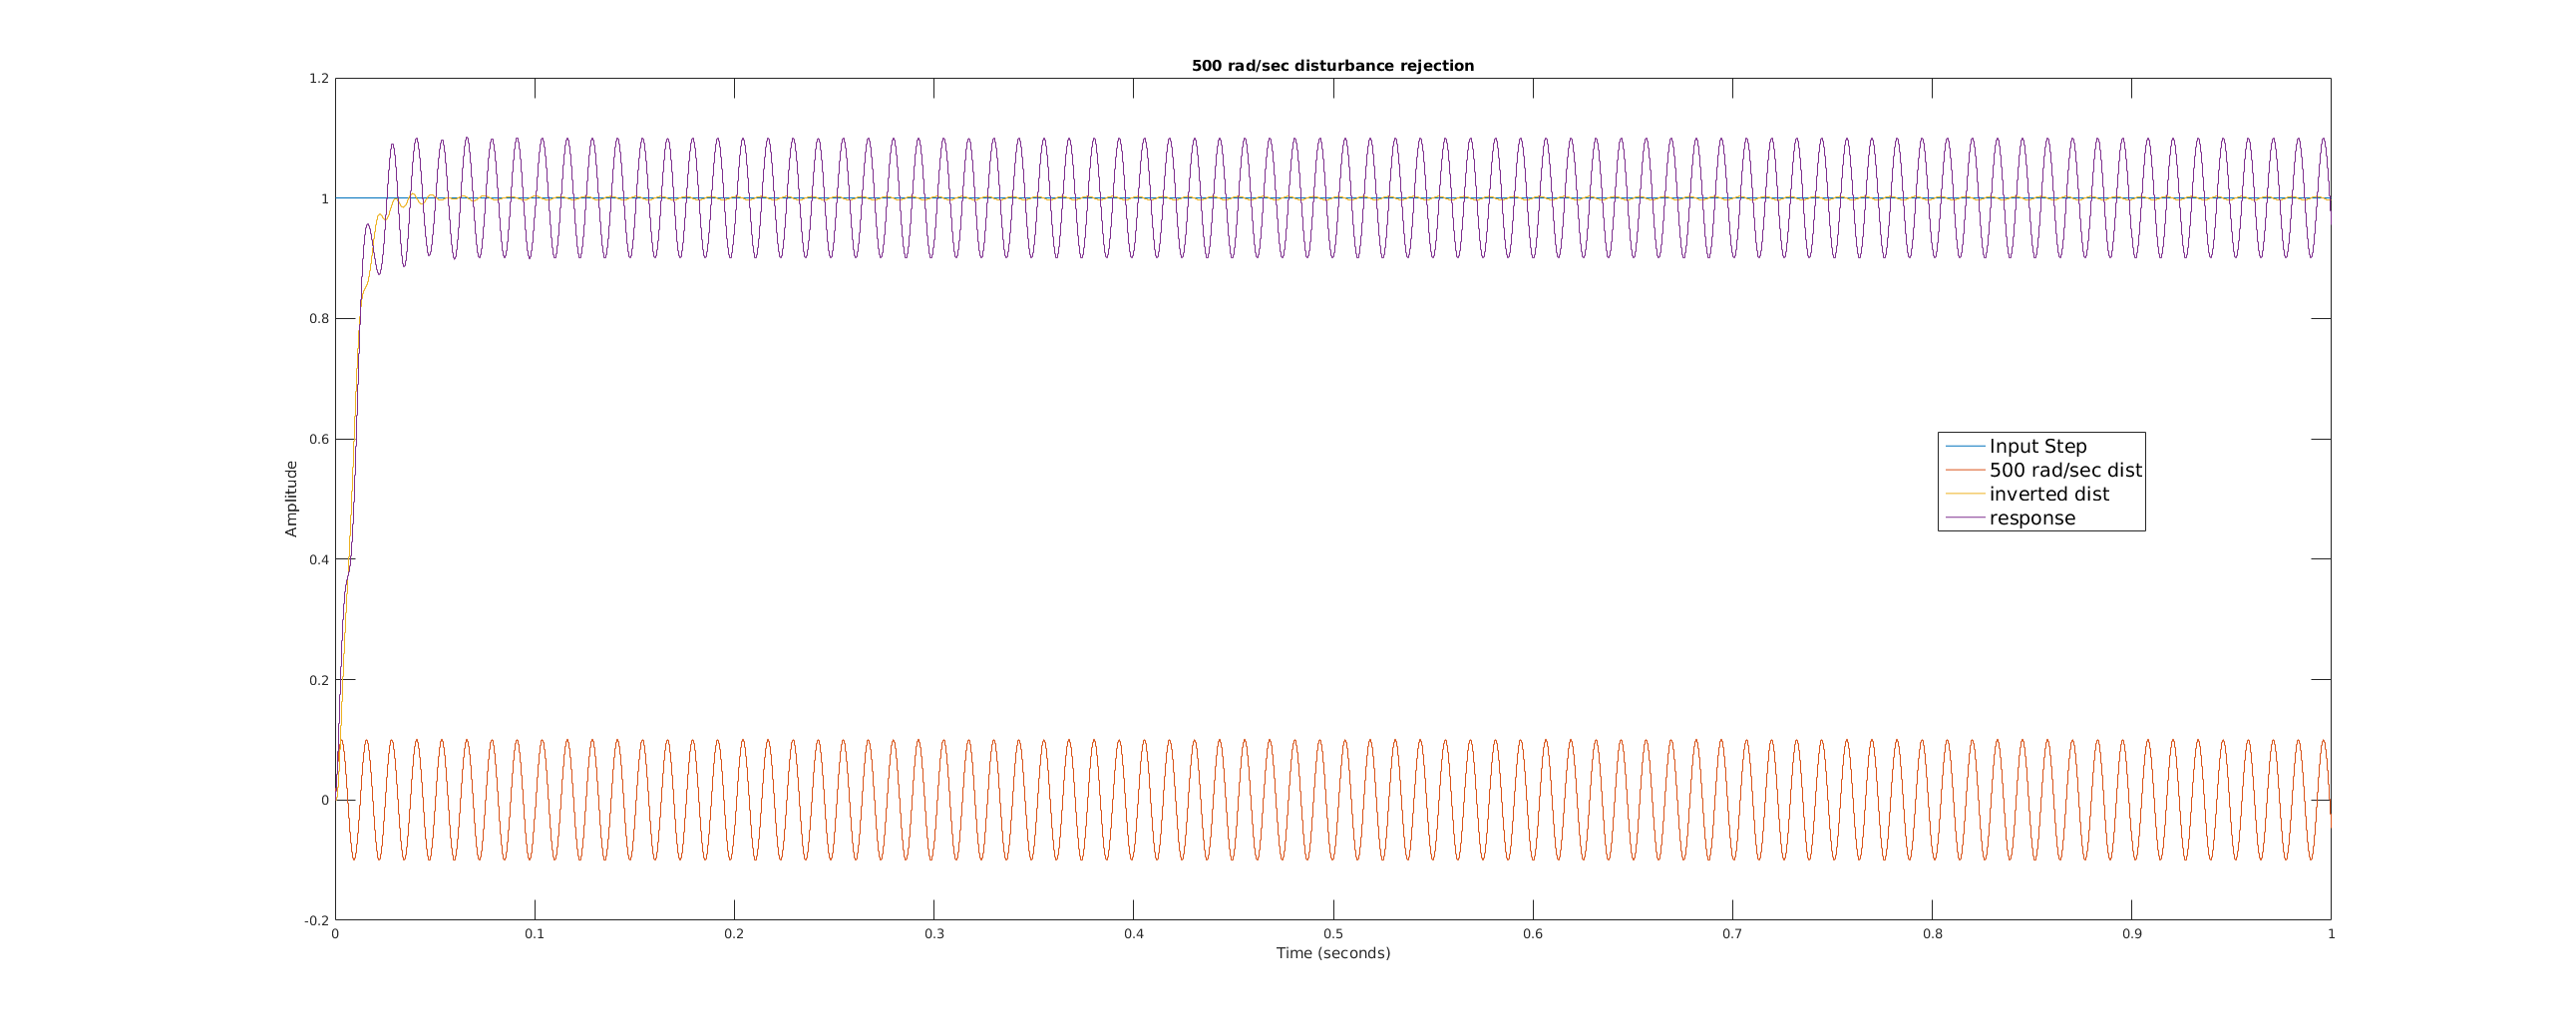 500 rad/sec disturbance rejection
1.2
1
0.8
0.6
0.4
0.2
0
-0.2
Amplitude
Input Step
500 rad/sec dist
inverted dist
response
0 0.1 0.2 0.3 0.4 0.5 0.6 0.7 0.8 0.9 1
Time (seconds)